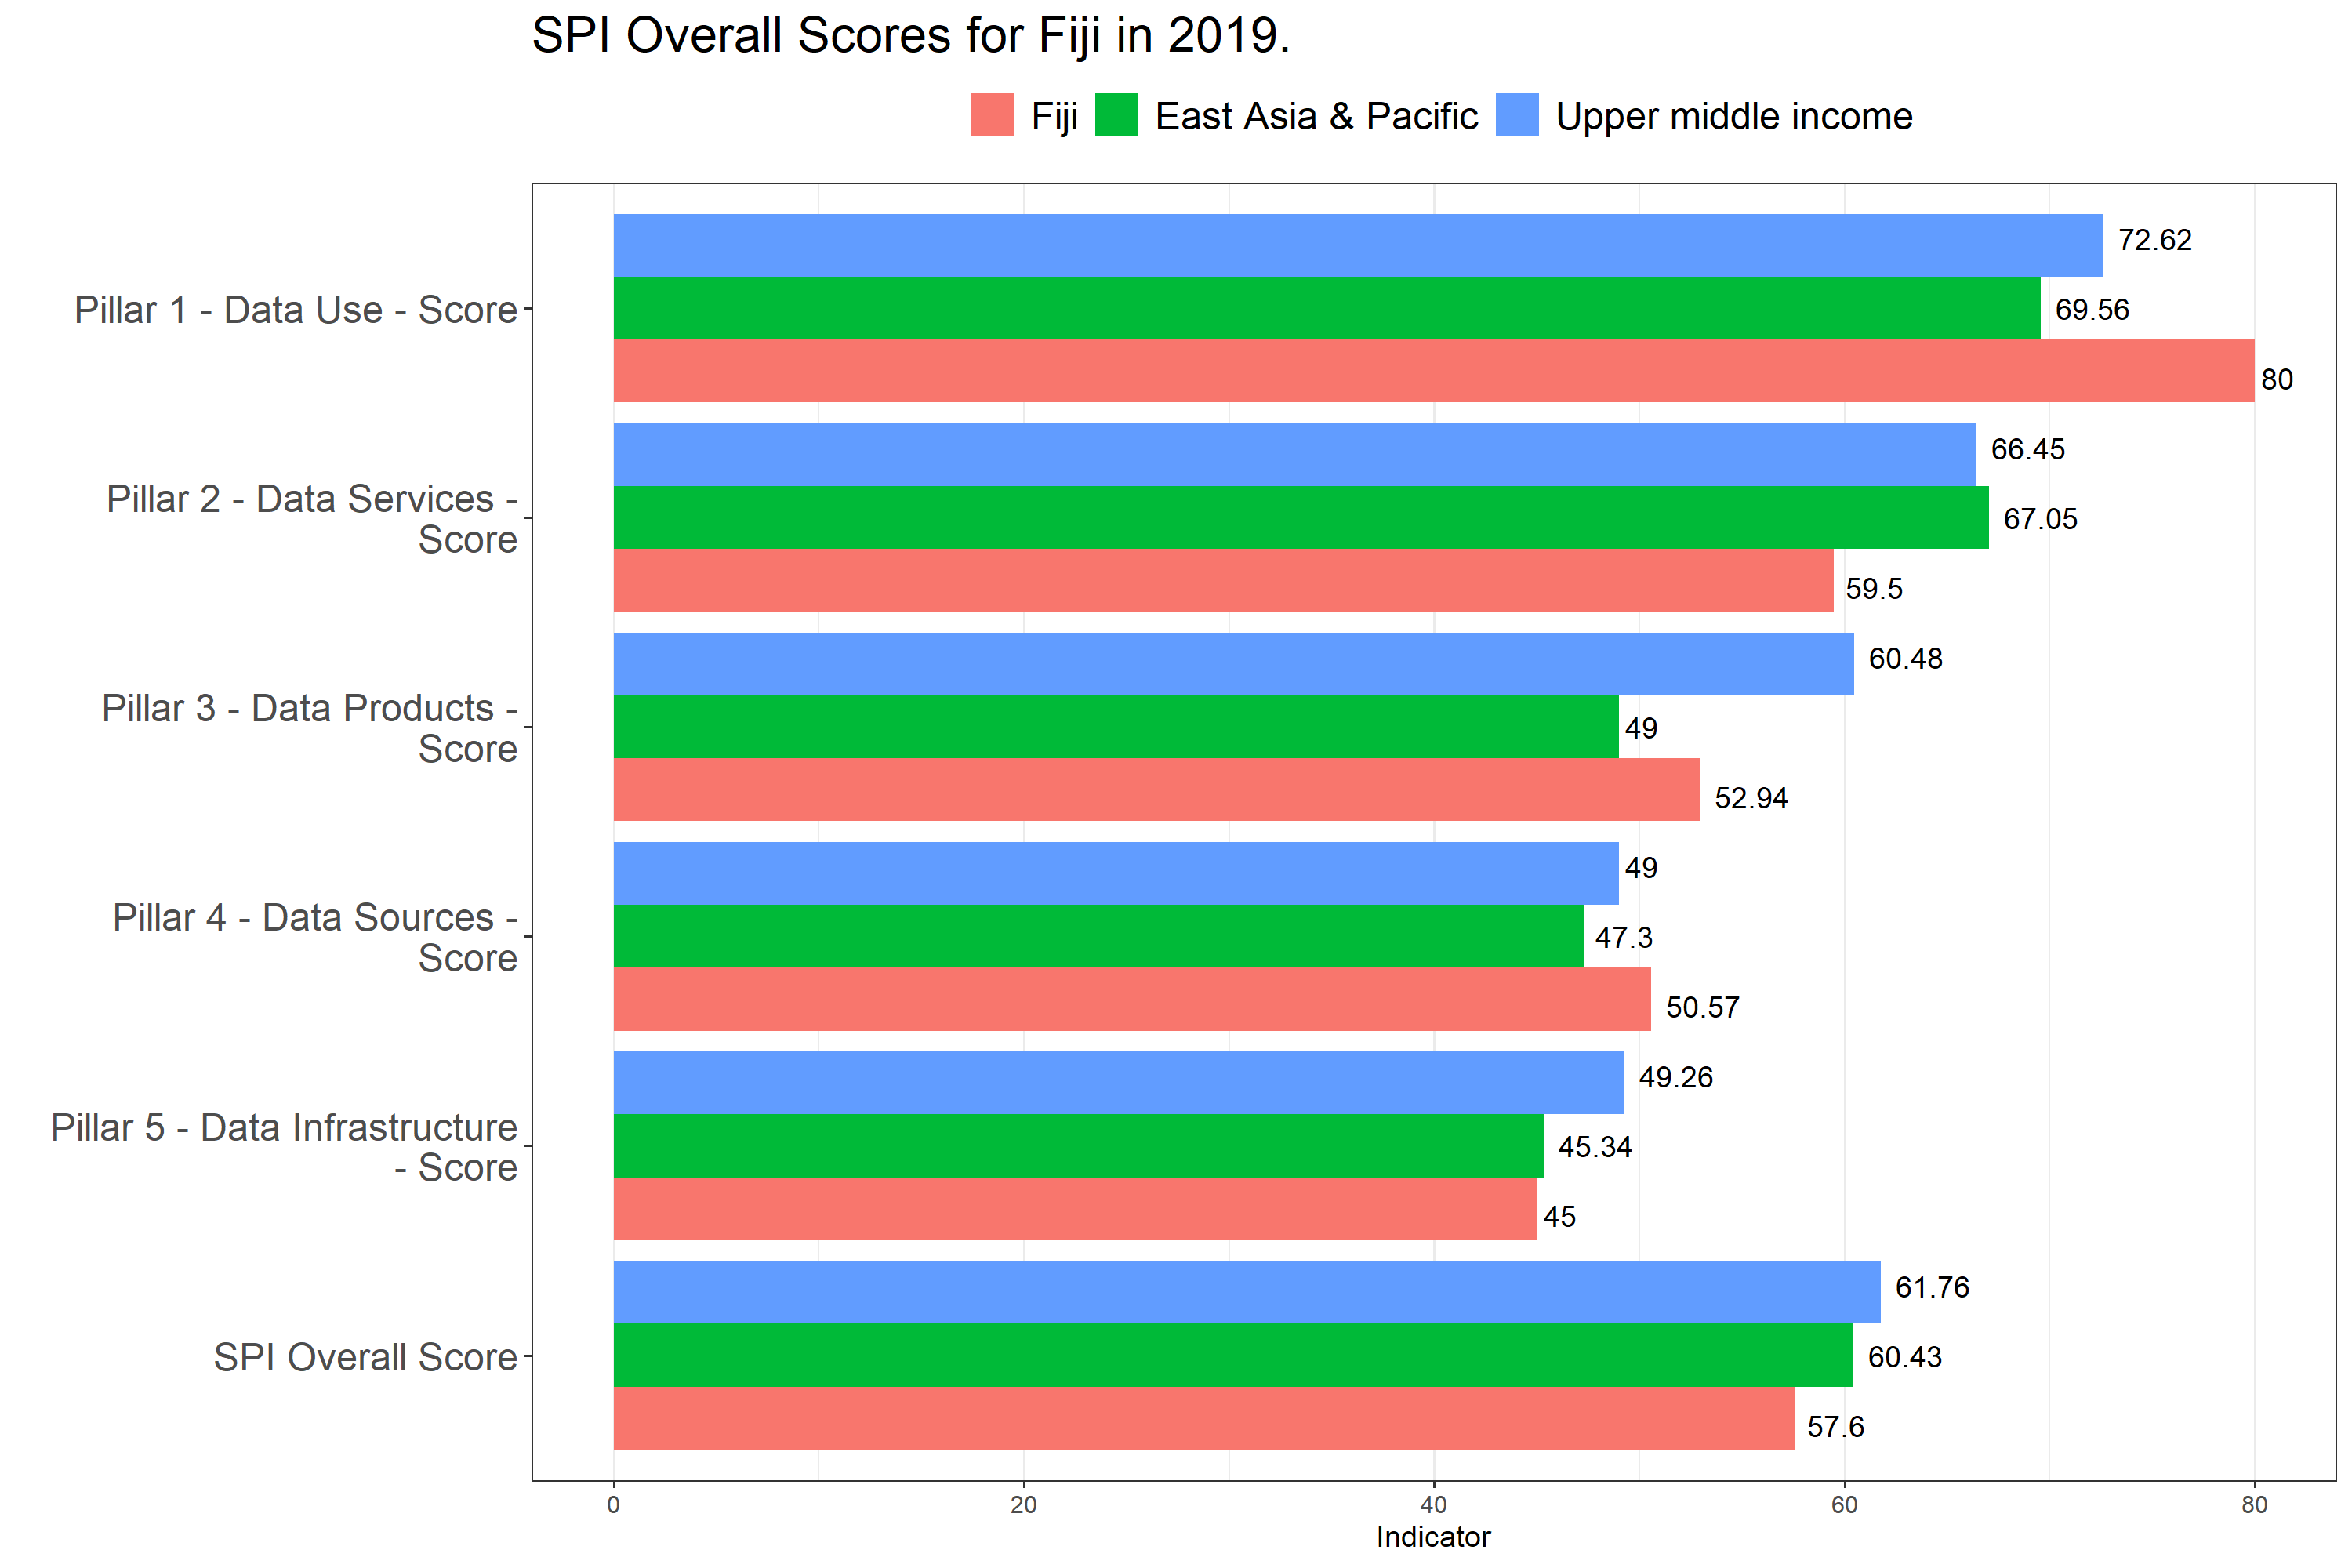 SPI Overall Scores for Fiji in 2019.
Fiji East Asia & Pacific Upper middle income
Pillar 1 - Data Use - Score
72.62
69.56
80
Pillar 2 - Data Services -
Score
66.45
67.05
59.5
Pillar 3 - Data Products -
Score
60.48
49
52.94
Pillar 4 - Data Sources -
Score
49
47.3
50.57
Pillar 5 - Data Infrastructure
- Score
49.26
45.34
45
SPI Overall Score
61.76
60.43
57.6
0 20 40 60 80
Indicator